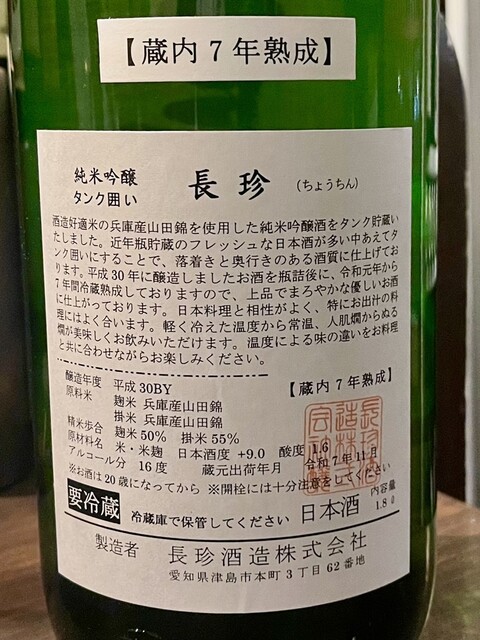 【蔵内7年熟成】
純米吟醸
タンク囲い
長珍
(ちょうちん)
酒造好適米の兵庫産山田錦を使用した純米吟醸酒をタンク貯蔵い
たしました。近年瓶貯蔵のフレッシュな日本酒が多い中あえてタ
ンク囲いにすることで、落着きと奥行きのある酒質に仕上げてお
ります。平成30年に醸造しましたお酒を瓶詰後に、令和元年から
7年間冷蔵熟成しておりますので、上品でまろやかな優しいお酒
に仕上がっております。日本料理と相性がよく、特にお出汁の料
理にはよく合います。軽く冷えた温度から常温、人肌燗からぬる
燗が美味しくお飲みいただけます。温度による味の違いをお料理
と共に合わせながらお楽しみください。
醸造年度 平成30BY
【蔵内7年熟成】
原料米 麹米 兵庫産山田錦
掛米 兵庫産山田錦
精米歩合 麹米50% 掛米55%
原材料名 米・米麹 日本酒度 +9.0 酸度 1.6
アルコール分 16度 蔵元出荷年月 令和7年11月
※お酒は20歳になってから ※開栓には十分注意をしてください
要冷蔵
冷蔵庫で保管してください
日本酒
内容量
1.8ℓ
製造者
長珍酒造株式会社
愛知県津島市本町3丁目62番地